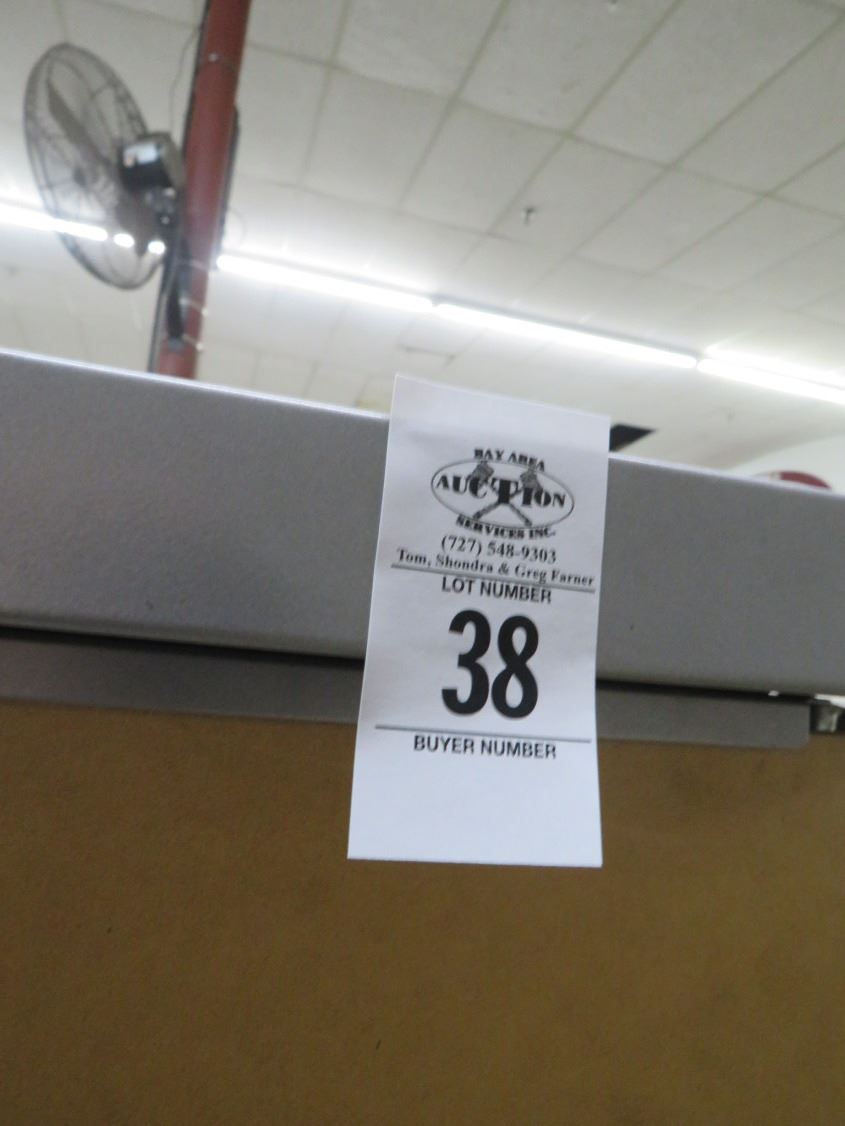 BAY AREA
AUCTION
SERVICES INC.
(727) 548-9303
Tom, Shondra & Greg Farner
LOT NUMBER
38
BUYER NUMBER